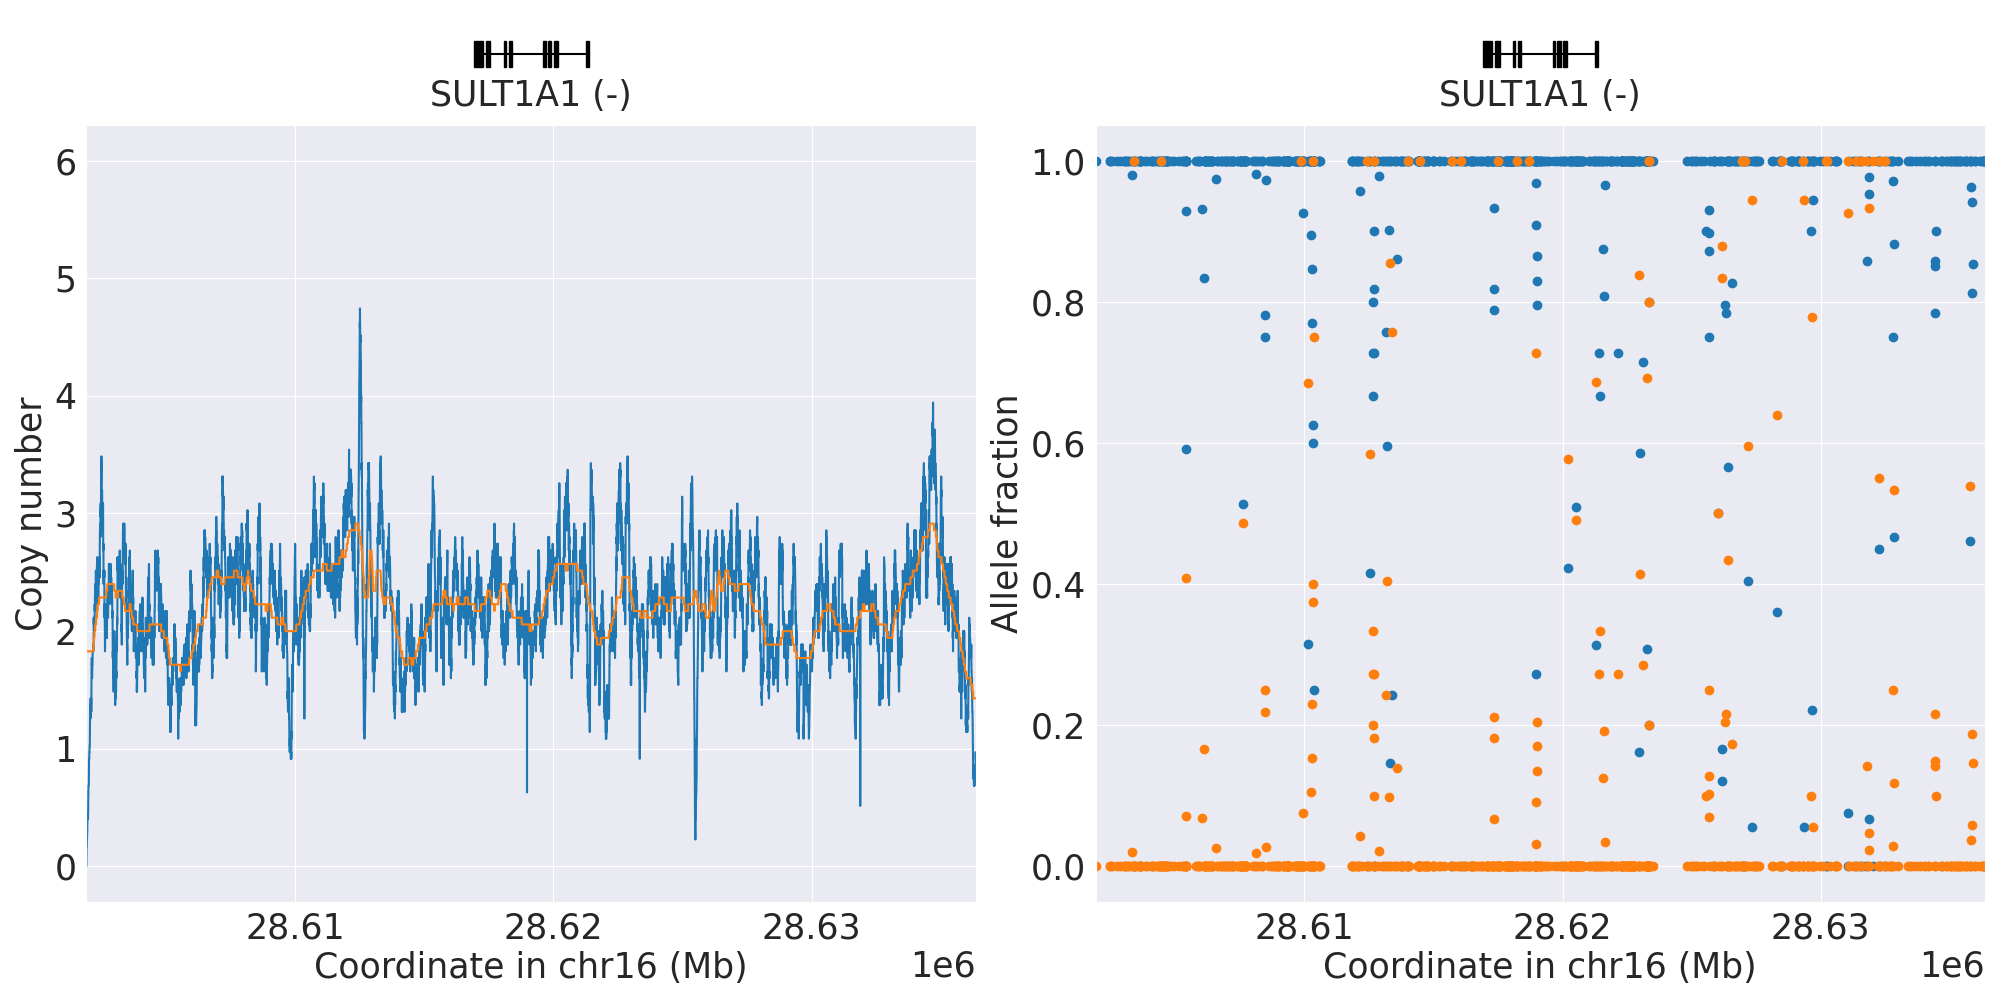 SULT1A1 (-)
Copy number
6
5
4
3
2
1
0
28.61
28.62
28.63
Coordinate in chr16 (Mb)
1e6
SULT1A1 (-)
Allele fraction
1.0
0.8
0.6
0.4
0.2
0.0
28.61
28.62
28.63
Coordinate in chr16 (Mb)
1e6